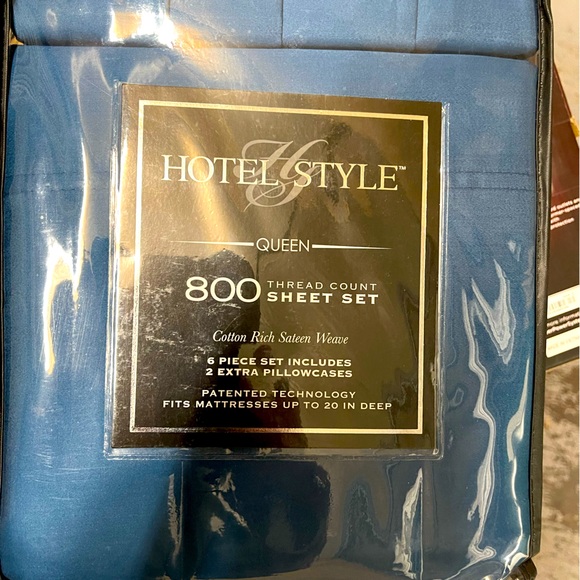 HOTEL STYLE™
HS
QUEEN
800 THREAD COUNT
SHEET SET
Cotton Rich Sateen Weave
6 PIECE SET INCLUDES
2 EXTRA PILLOWCASES
PATENTED TECHNOLOGY
FITS MATTRESSES UP TO 20 IN DEEP